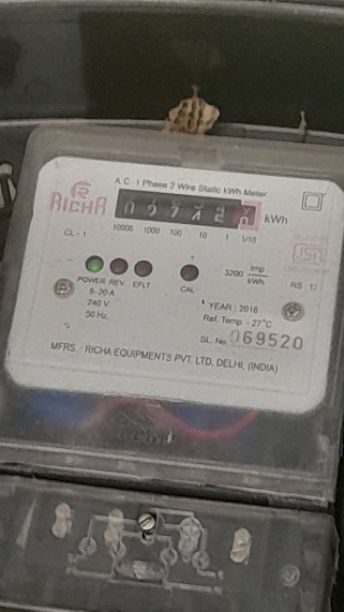 A.C. 1 Phase 2 Wire Static kWh Meter.
RICHA
kWh
CL - 1
10000 1000 100 10 1 1/10
POWER REV. EFLT
CAL
3200 Imp/kWh
RS 12
5-20 A
240 V
50 Hz.
YEAR : 2016
Ref. Temp. - 27°C
SL. No. 069520
MFRS. : RICHA EQUIPMENTS PVT. LTD, DELHI, (INDIA)